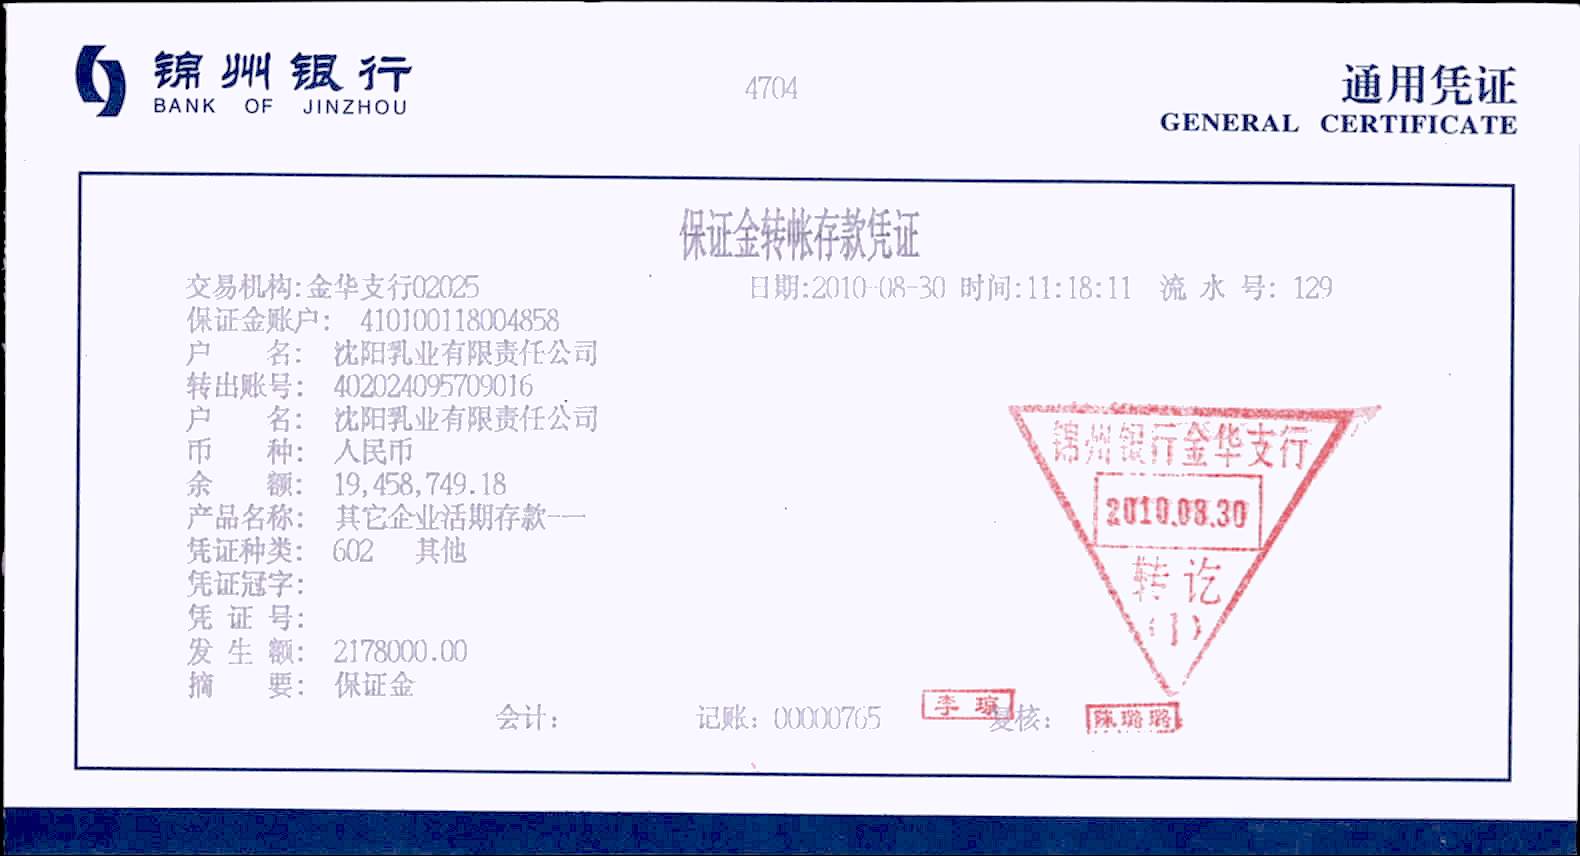 锦州银行
BANK OF JINZHOU
4704
通用凭证
GENERAL CERTIFICATE
保证金转帐存款凭证
交易机构:金华支行02025 日期:2010-08-30 时间:11:18:11 流 水 号: 129
保证金账户: 410100118004858
户 名: 沈阳乳业有限责任公司
转出账号: 402024095709016
户 名: 沈阳乳业有限责任公司
币 种: 人民币
余 额: 19,458,749.18
产品名称: 其它企业活期存款-一
凭证种类: 602 其他
凭证冠字:
凭 证 号:
发 生 额: 2178000.00
摘 要: 保证金
会计: 记账: 00000765 复核:
锦州银行金华支行
2010.08.30
转讫
(1)
李琼
陈璐璐